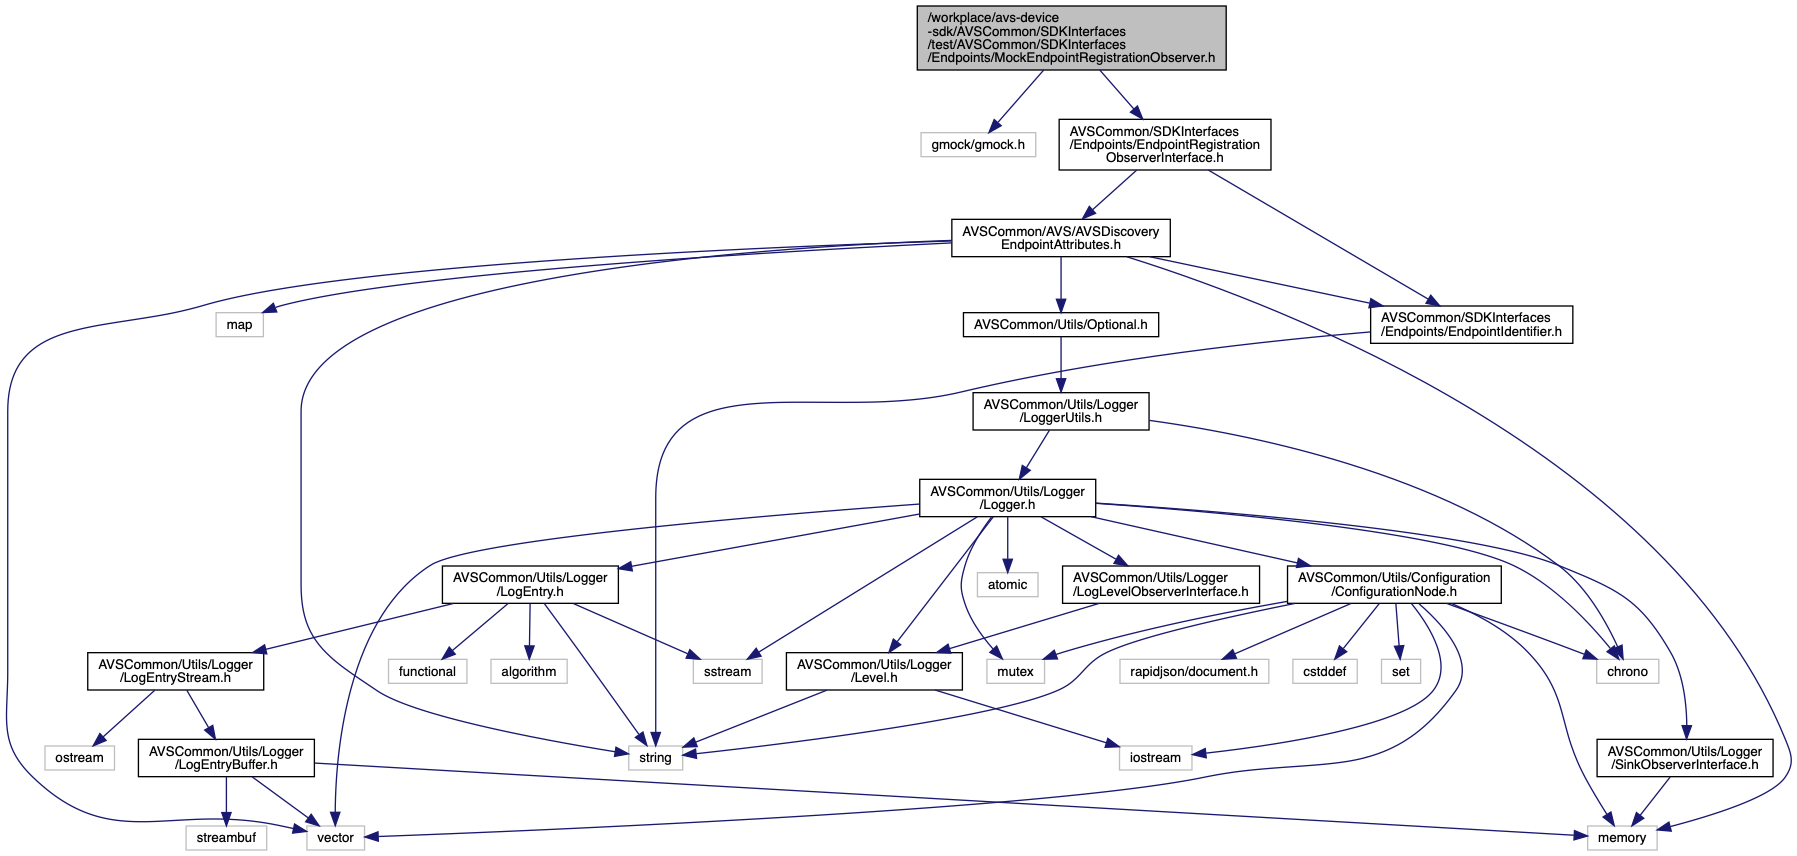 /workplace/avs-device
-sdk/AVSCommon/SDKInterfaces
/test/AVSCommon/SDKInterfaces
/Endpoints/MockEndpointRegistrationObserver.h
gmock/gmock.h
AVSCommon/SDKInterfaces
/Endpoints/EndpointRegistration
ObserverInterface.h
AVSCommon/AVS/AVSDiscovery
EndpointAttributes.h
map
AVSCommon/Utils/Optional.h
AVSCommon/SDKInterfaces
/Endpoints/EndpointIdentifier.h
AVSCommon/Utils/Logger
/LoggerUtils.h
AVSCommon/Utils/Logger
/Logger.h
AVSCommon/Utils/Logger
/LogEntry.h
atomic
AVSCommon/Utils/Logger
/LogLevelObserverInterface.h
AVSCommon/Utils/Configuration
/ConfigurationNode.h
AVSCommon/Utils/Logger
/LogEntryStream.h
functional
algorithm
sstream
AVSCommon/Utils/Logger
/Level.h
mutex
rapidjson/document.h
cstddef
set
chrono
ostream
AVSCommon/Utils/Logger
/LogEntryBuffer.h
string
iostream
AVSCommon/Utils/Logger
/SinkObserverInterface.h
streambuf
vector
memory